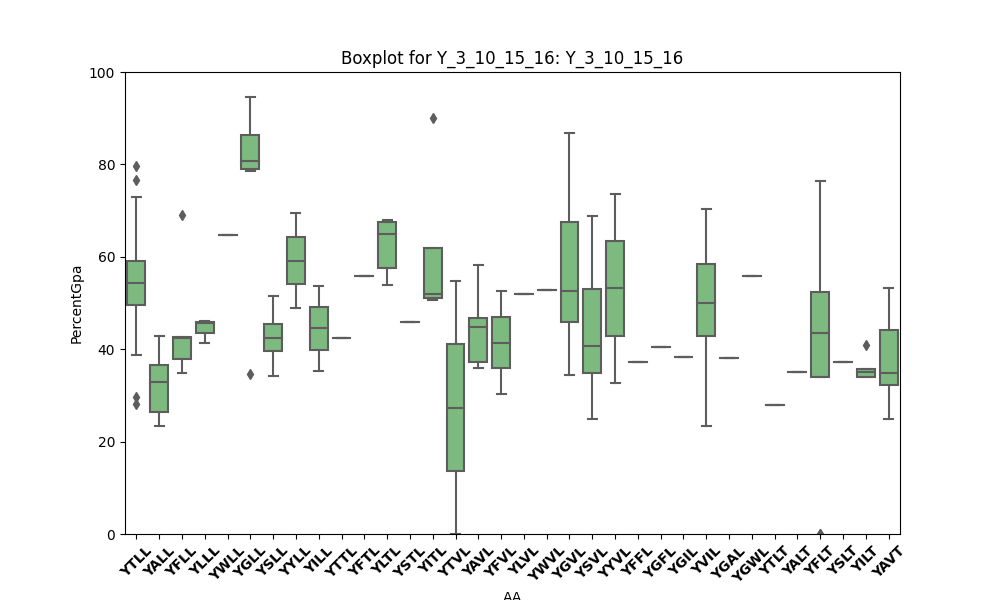 Boxplot for Y_3_10_15_16: Y_3_10_15_16
100
80
60
40
20
0
PercentGpa
YTLL YALL YFLL YLLL YWLL YGLL YSLL YYLL YILL YTTL YFTL YLTL YSTL YITL YTVL YAVL YFVL YLVL YWVL YGVL YSVL YYVL YFFL YGFL YGIL YVIL YGAL YGWL YTLT YALT YFLT YSLT YILT YAVT
AA